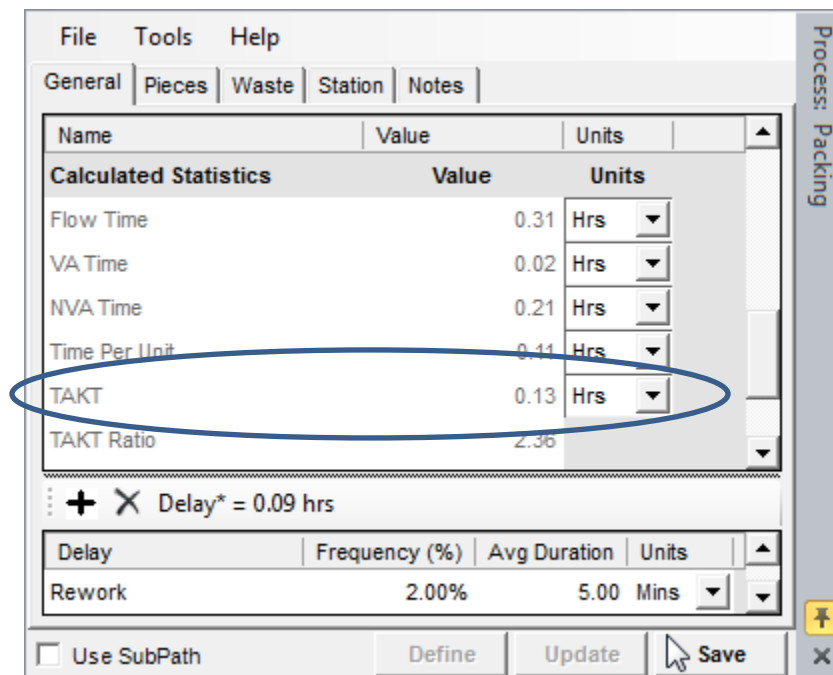 File Tools Help
General Pieces Waste Station Notes
Name Value Units
Calculated Statistics Value Units
Flow Time 0.31 Hrs
VA Time 0.02 Hrs
NVA Time 0.21 Hrs
Time Per Unit 0.11 Hrs
TAKT 0.13 Hrs
TAKT Ratio 2.36
Delay* = 0.09 hrs
Delay Frequency (%) Avg Duration Units
Rework 2.00% 5.00 Mins
Use SubPath Define Update Save
Process: Packing